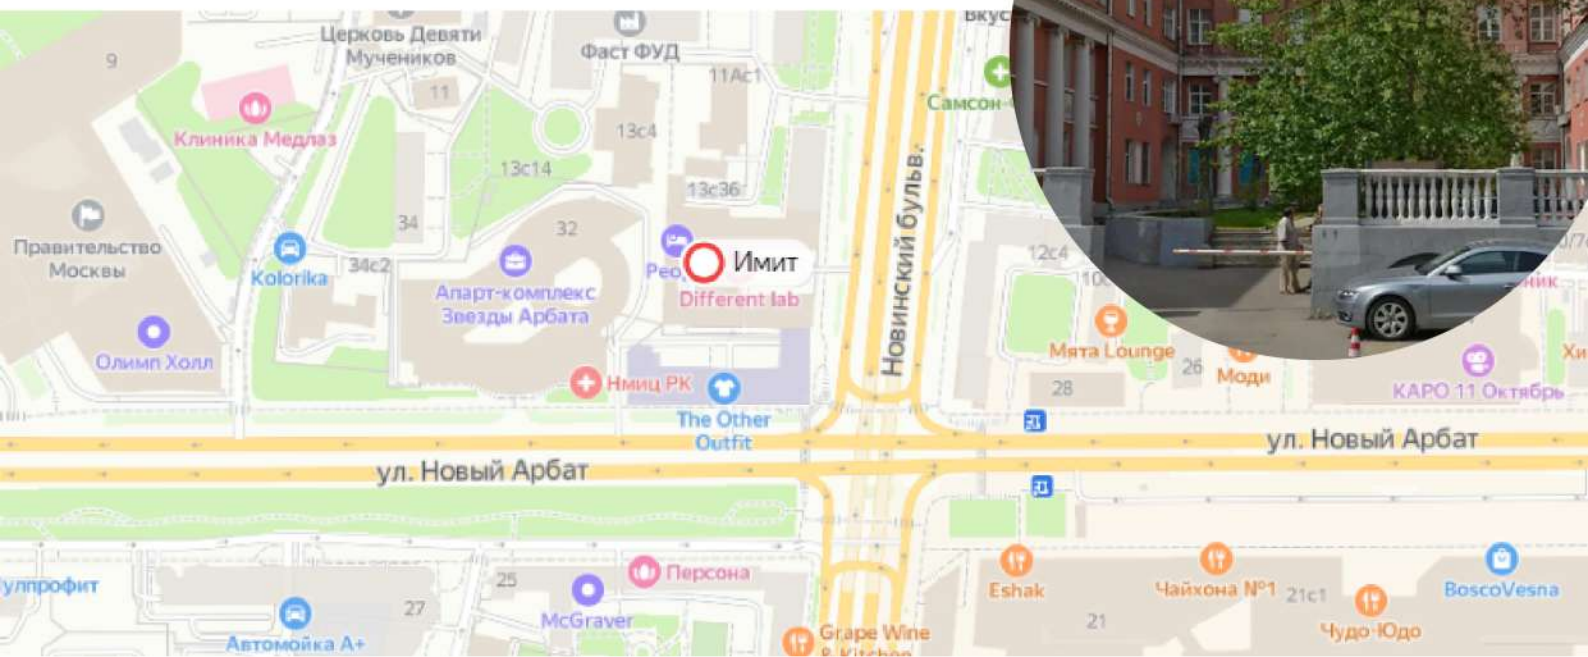 Церковь Девяти
Мучеников
Фаст ФУД
9
11
11Ас1
Самсон-
Клиника Медлаз
13с4
13с14
13с36
34
32
Правительство
Москвы
Kolorika
34с2
Апарт-комплекс
Звезды Арбата
Имит
Different lab
Новинский бульв.
12с4
Олимп Холл
Нмиц РК
The Other
Outfit
Мята Lounge
28
26
Моди
КАРО 11 Октябрь
ул. Новый Арбат
ул. Новый Арбат
25
27
Персона
McGraver
Автомойка А+
Grape Wine
& Kitchen
Eshak
Чайхона №1
21
21с1
Чудо-Юдо
BoscoVesna